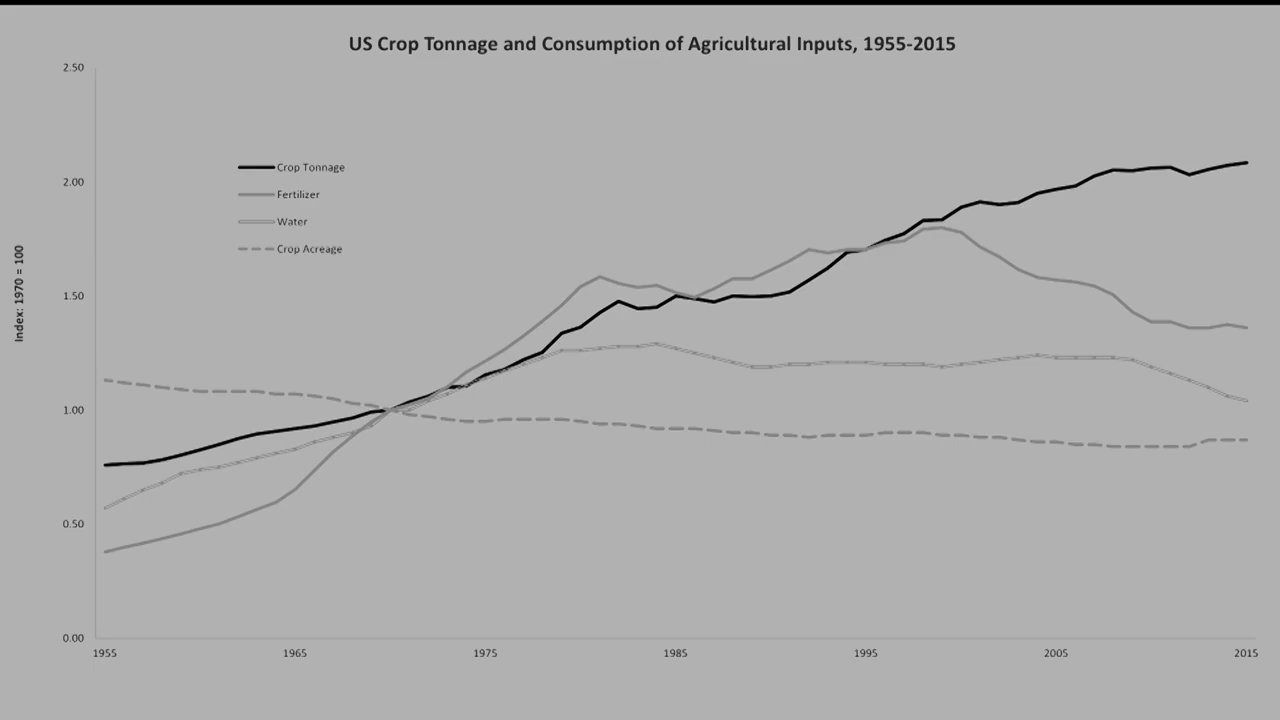 US Crop Tonnage and Consumption of Agricultural Inputs, 1955-2015
2.50
2.00
1.50
1.00
0.50
0.00
Index: 1970 = 100
Crop Tonnage
Fertilizer
Water
Crop Acreage
1955
1965
1975
1985
1995
2005
2015